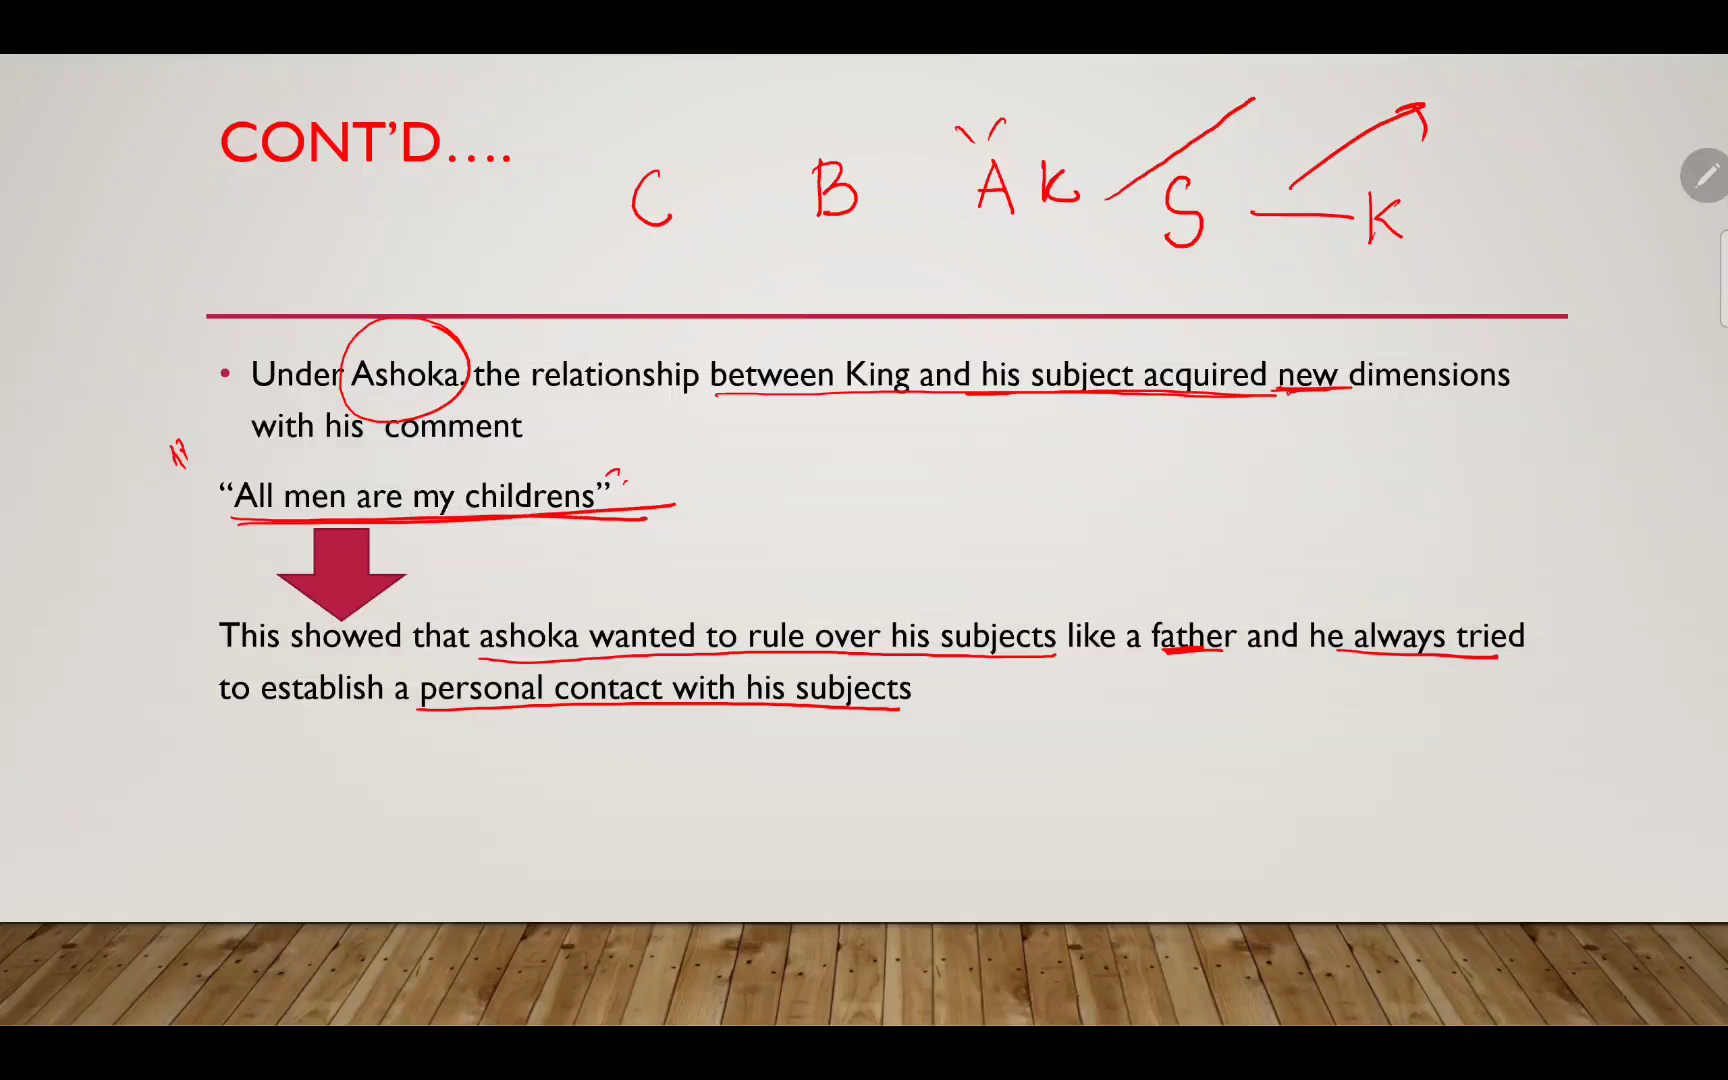 CONT'D....
C B A K S K
• Under Ashoka, the relationship between King and his subject acquired new dimensions
with his comment
“All men are my childrens”
This showed that ashoka wanted to rule over his subjects like a father and he always tried
to establish a personal contact with his subjects